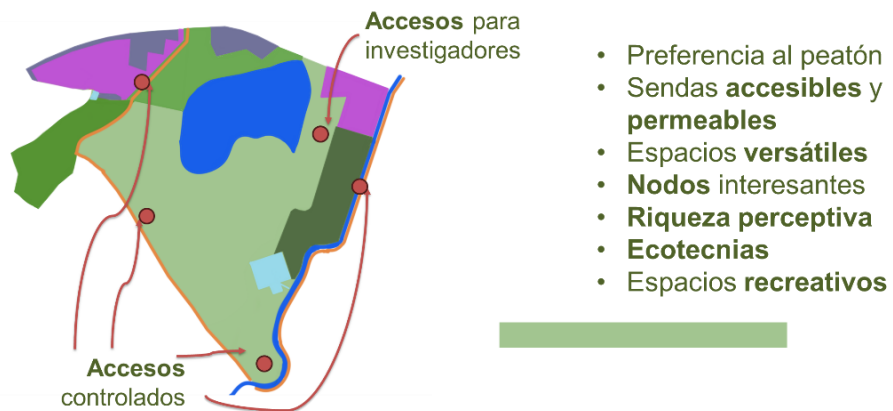 Accesos para
investigadores
• Preferencia al peatón
• Sendas accesibles y
permeables
• Espacios versátiles
• Nodos interesantes
• Riqueza perceptiva
• Ecotecnias
• Espacios recreativos
Accesos
controlados